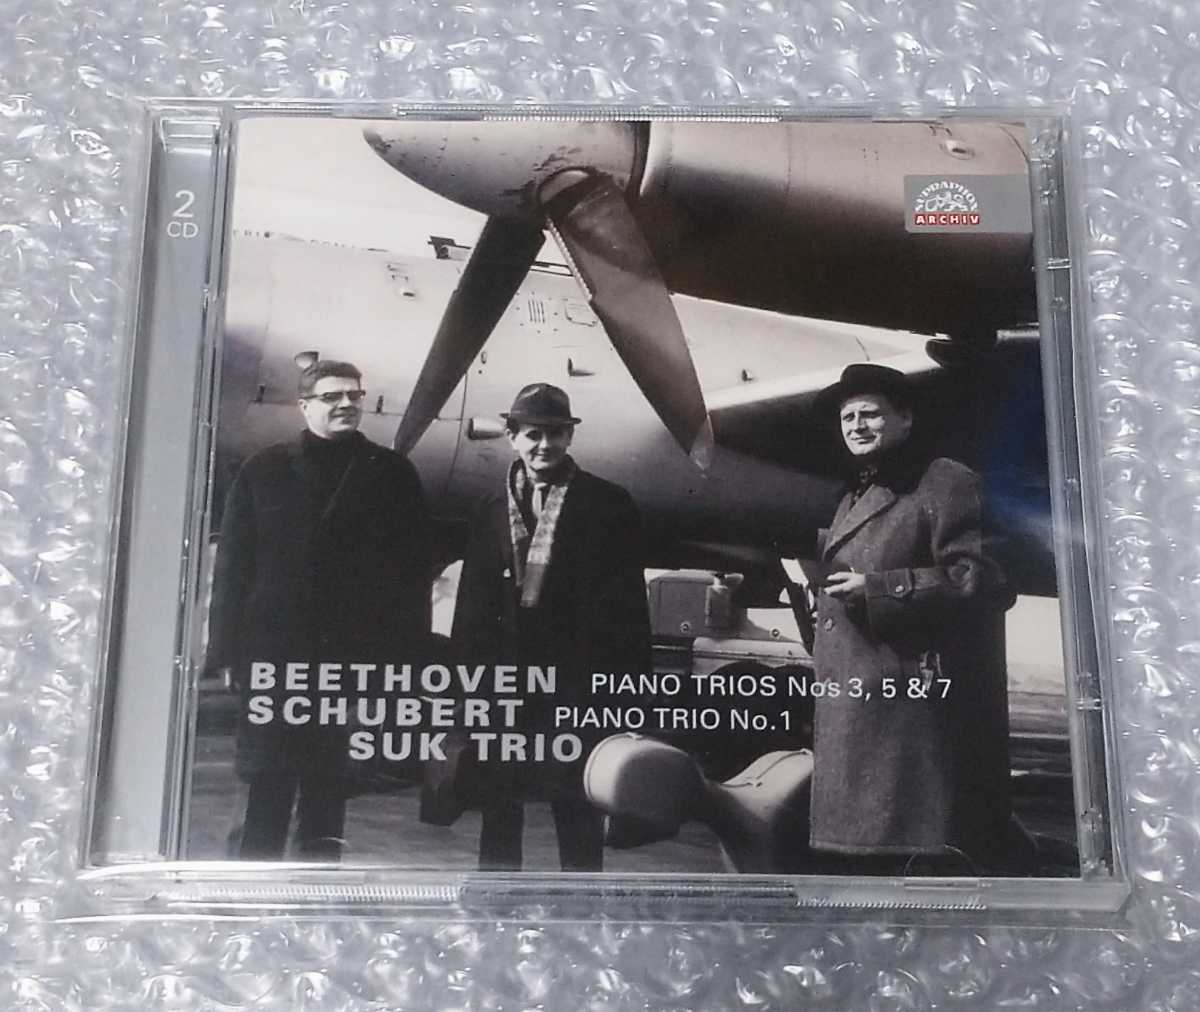 2
CD
SUPRAPHON
ARCHIV
BEETHOVEN PIANO TRIOS Nos 3, 5 & 7
SCHUBERT PIANO TRIO No.1
SUK TRIO